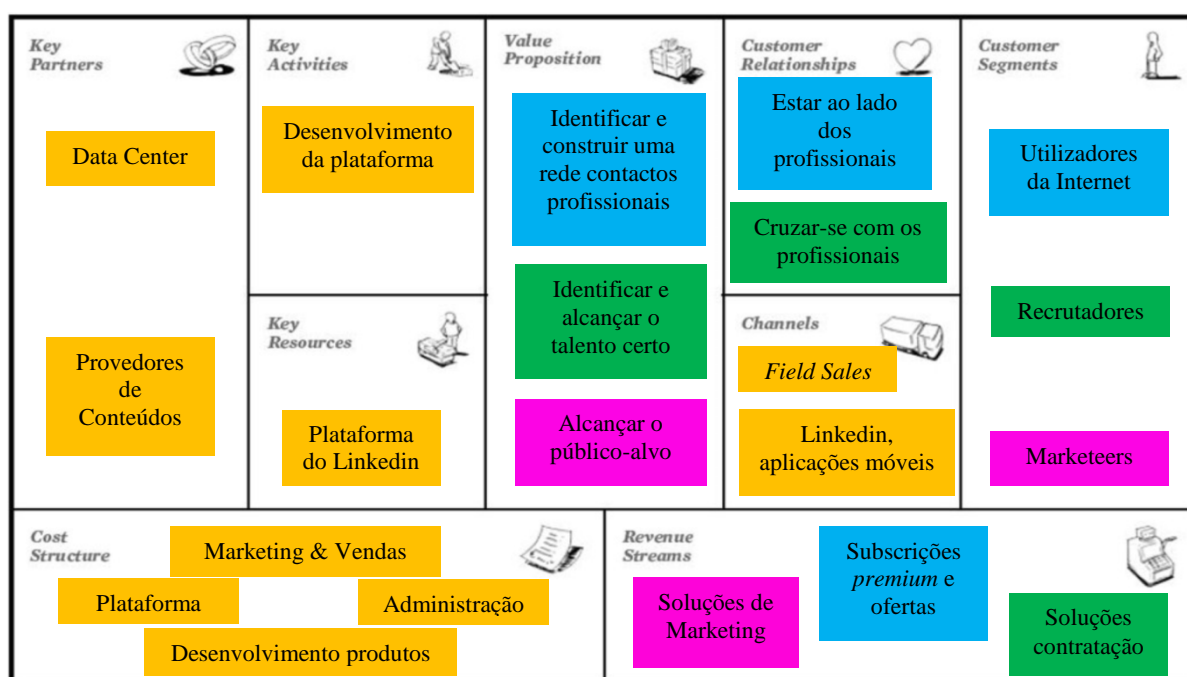 Key
Partners
Data Center
Provedores
de
Conteúdos
Key
Activities
Desenvolvimento
da plataforma
Key
Resources
Plataforma
do Linkedin
Value
Proposition
Identificar e
construir uma
rede contactos
profissionais
Identificar e
alcançar o
talento certo
Alcançar o
público-alvo
Customer
Relationships
Estar ao lado
dos
profissionais
Cruzar-se com os
profissionais
Channels
Field Sales
Linkedin,
aplicações móveis
Customer
Segments
Utilizadores
da Internet
Recrutadores
Marketeers
Cost
Structure
Marketing & Vendas
Plataforma
Administração
Desenvolvimento produtos
Revenue
Streams
Soluções de
Marketing
Subscrições
premium e
ofertas
Soluções
contratação